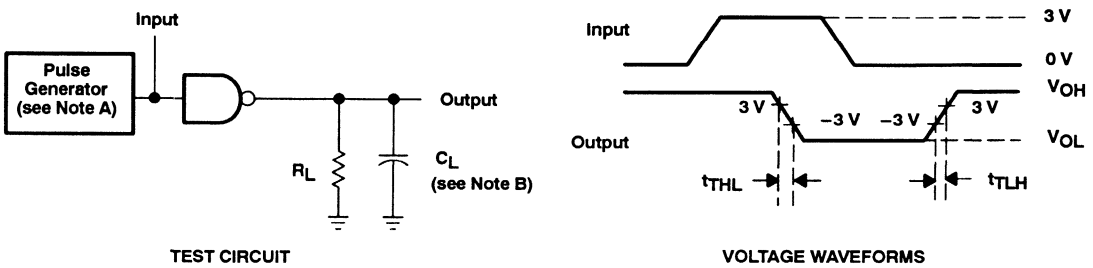 Input
Pulse
Generator
(see Note A)
Output
RL
CL
(see Note B)
TEST CIRCUIT
Input
3 V
0 V
VOH
3 V
–3 V
–3 V
3 V
Output
VOL
tTHL
tTLH
VOLTAGE WAVEFORMS